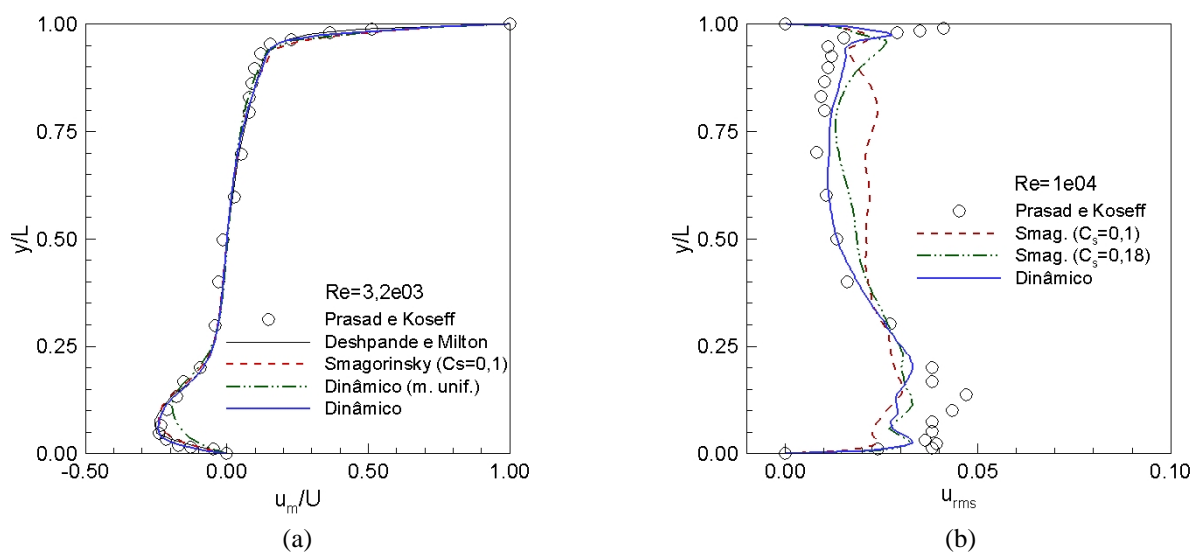 1.00
0.75
0.50
0.25
0.00
y/L
-0.50
0.00
0.50
1.00
u_m/U
Re=3,2e03
Prasad e Koseff
Deshpande e Milton
Smagorinsky (Cs=0,1)
Dinâmico (m. unif.)
Dinâmico
(a)
1.00
0.75
0.50
0.25
0.00
y/L
0.00
0.05
0.10
u_rms
Re=1e04
Prasad e Koseff
Smag. (C_s=0,1)
Smag. (C_s=0,18)
Dinâmico
(b)